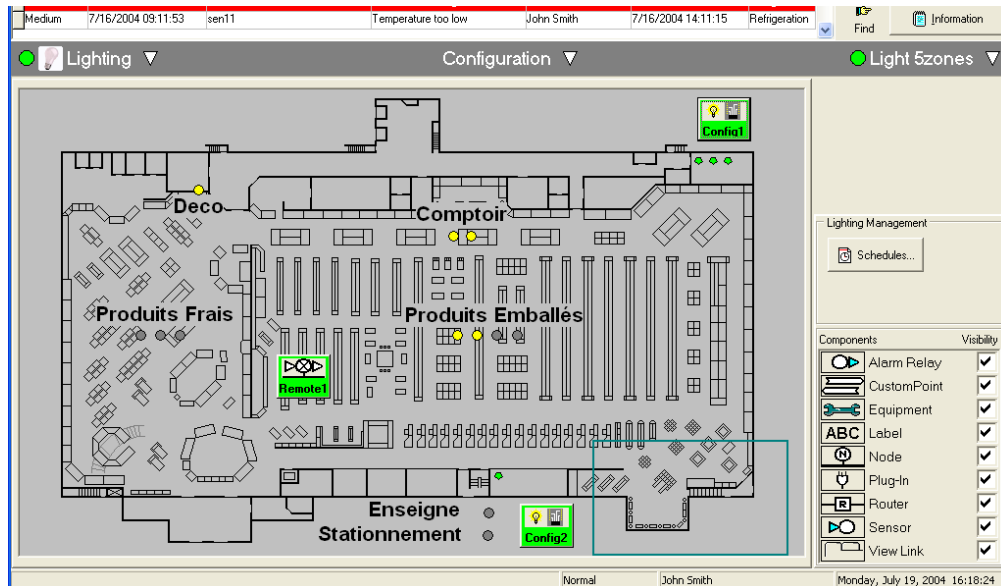 Medium 7/16/2004 09:11:53 sen11 Temperature too low John Smith 7/16/2004 14:11:15 Refrigeration
Find
Information
Lighting Configuration Light 5zones
Config1
Deco
Comptoir
Lighting Management
Schedules...
Produits Frais
Produits Emballés
Remote1
Components Visibility
Alarm Relay
CustomPoint
Equipment
ABC Label
N Node
Plug-In
R Router
Sensor
View Link
Enseigne
Stationnement
Config2
Normal John Smith Monday, July 19, 2004 16:18:24